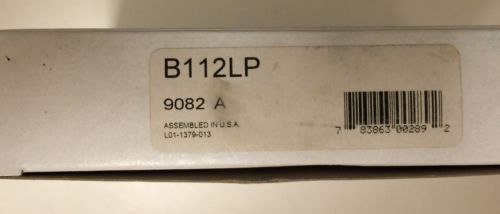 B112LP
9082 A
ASSEMBLED IN U.S.A.
L01-1379-013
7 83863 00289 2